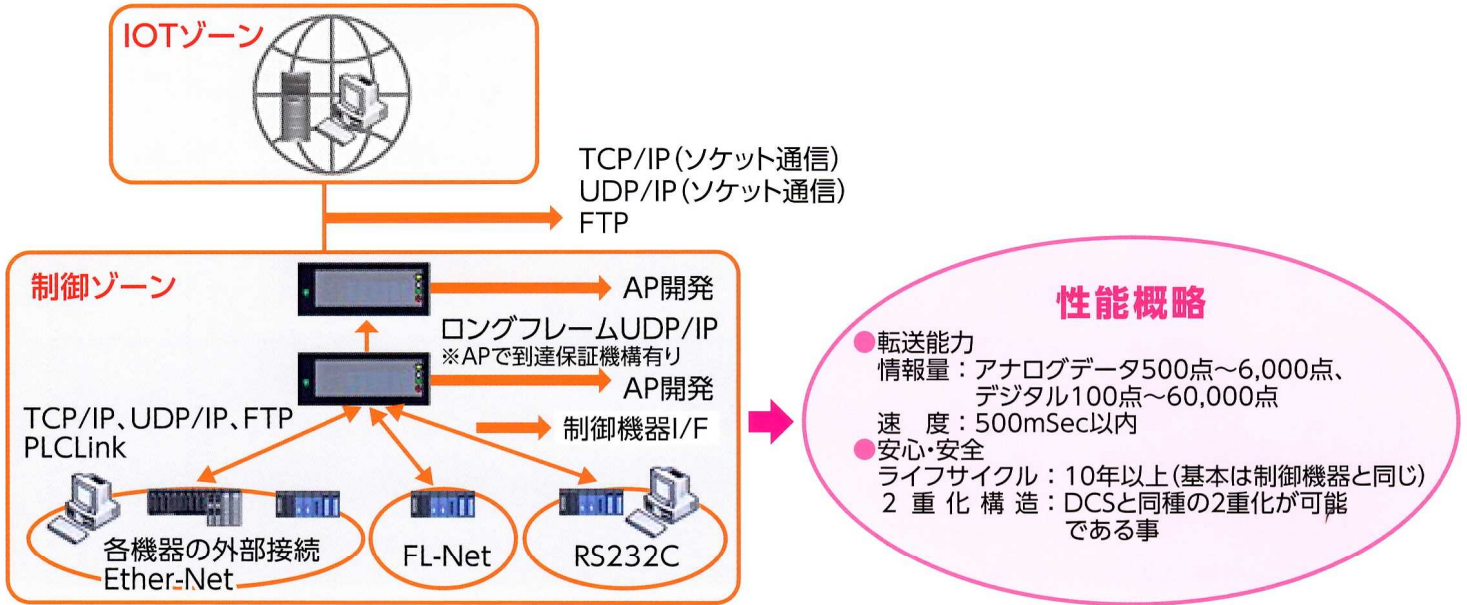 IOTゾーン
TCP/IP(ソケット通信)
UDP/IP(ソケット通信)
FTP
制御ゾーン
AP開発
ロングフレームUDP/IP
※APで到達保証機構有り
AP開発
制御機器I/F
TCP/IP、UDP/IP、FTP
PLCLink
各機器の外部接続
Ether-Net
FL-Net
RS232C
性能概略
●転送能力
情報量：アナログデータ500点～6,000点、
デジタル100点～60,000点
速　度：500mSec以内
●安心・安全
ライフサイクル：10年以上(基本は制御機器と同じ)
2 重 化 構 造：DCSと同種の2重化が可能
である事